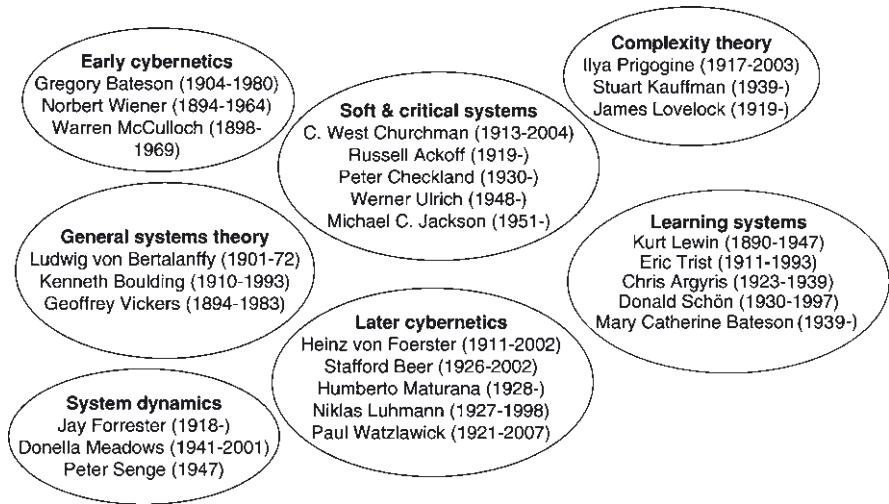 Early cybernetics
Gregory Bateson (1904-1980)
Norbert Wiener (1894-1964)
Warren McCulloch (1898-
1969)
Soft & critical systems
C. West Churchman (1913-2004)
Russell Ackoff (1919-)
Peter Checkland (1930-)
Werner Ulrich (1948-)
Michael C. Jackson (1951-)
Complexity theory
Ilya Prigogine (1917-2003)
Stuart Kauffman (1939-)
James Lovelock (1919-)
General systems theory
Ludwig von Bertalanffy (1901-72)
Kenneth Boulding (1910-1993)
Geoffrey Vickers (1894-1983)
Learning systems
Kurt Lewin (1890-1947)
Eric Trist (1911-1993)
Chris Argyris (1923-1939)
Donald Schön (1930-1997)
Mary Catherine Bateson (1939-)
Later cybernetics
Heinz von Foerster (1911-2002)
Stafford Beer (1926-2002)
Humberto Maturana (1928-)
Niklas Luhmann (1927-1998)
Paul Watzlawick (1921-2007)
System dynamics
Jay Forrester (1918-)
Donella Meadows (1941-2001)
Peter Senge (1947)